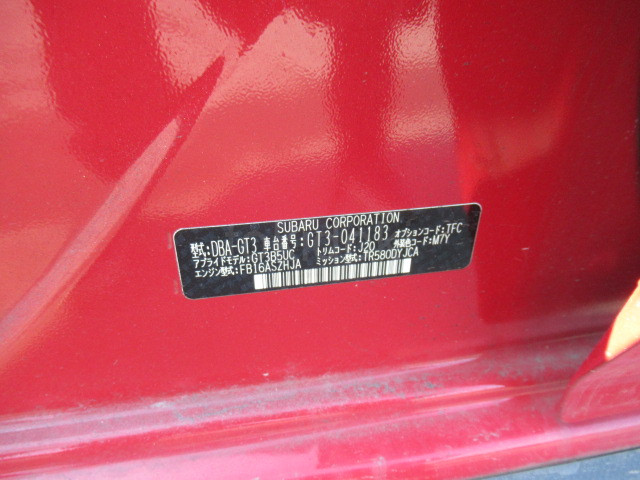 SUBARU CORPORATION
型式:DBA-GT3 車台番号:GT3-041183 オプションコード:TFC
アプライドモデル:GT3B5UC トリムコード:J20 外装色コード:M7Y
エンジン型式:FB16ASZHJA ミッション型式:TR580DYJCA